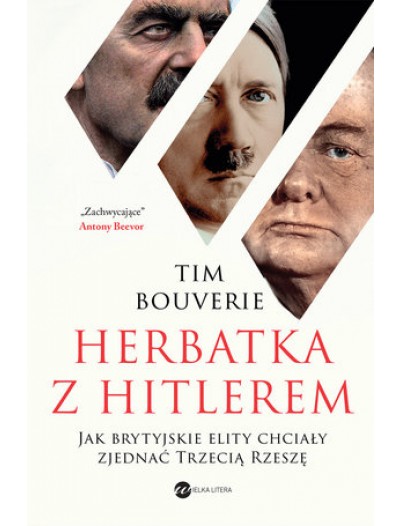 „Zachwycające”
Antony Beevor
TIM
BOUVERIE
HERBATKA
Z HITLEREM
JAK BRYTYJSKIE ELITY CHCIAŁY
ZJEDNAĆ TRZECIĄ RZESZĘ
WIELKA LITERA